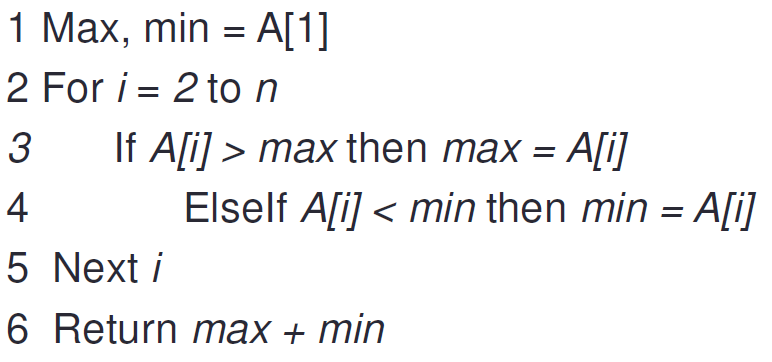 1 Max, min = A[1]
2 For i = 2 to n
3 If A[i] > max then max = A[i]
4 ElseIf A[i] < min then min = A[i]
5 Next i
6 Return max + min